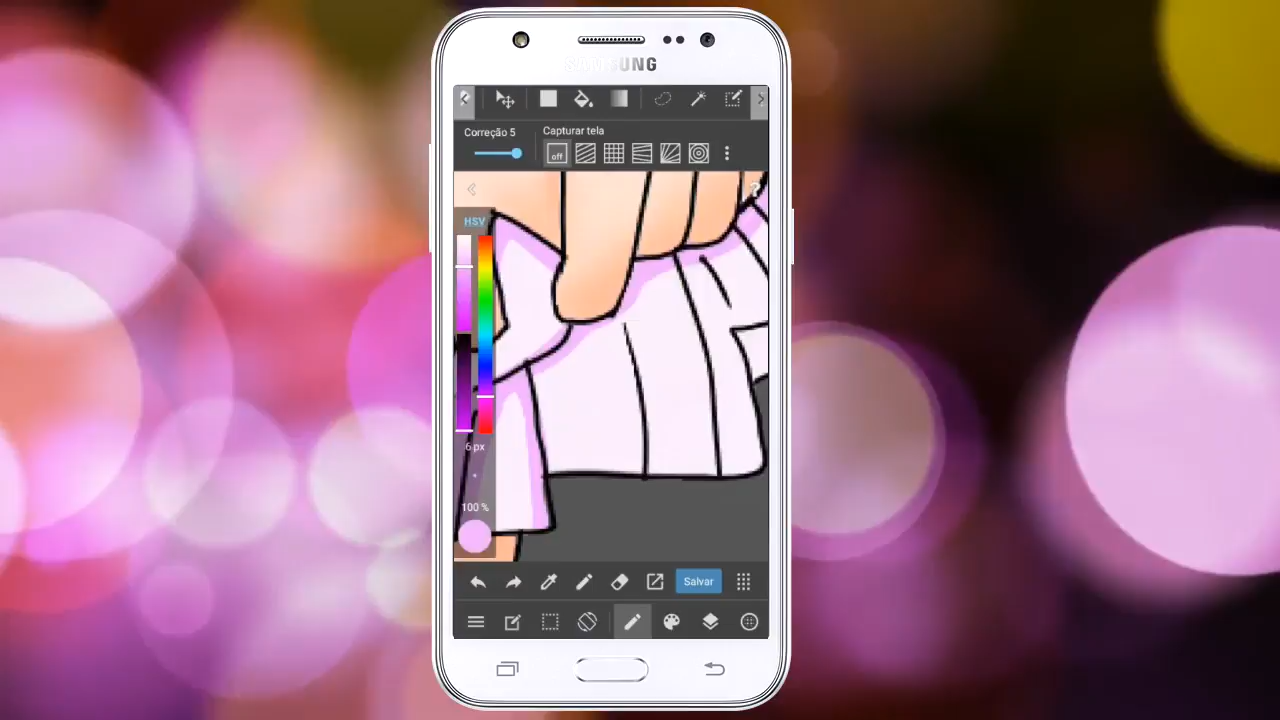 SAMSUNG
Correção 5
Capturar tela
off
?
HSV
6 px
100 %
Salvar